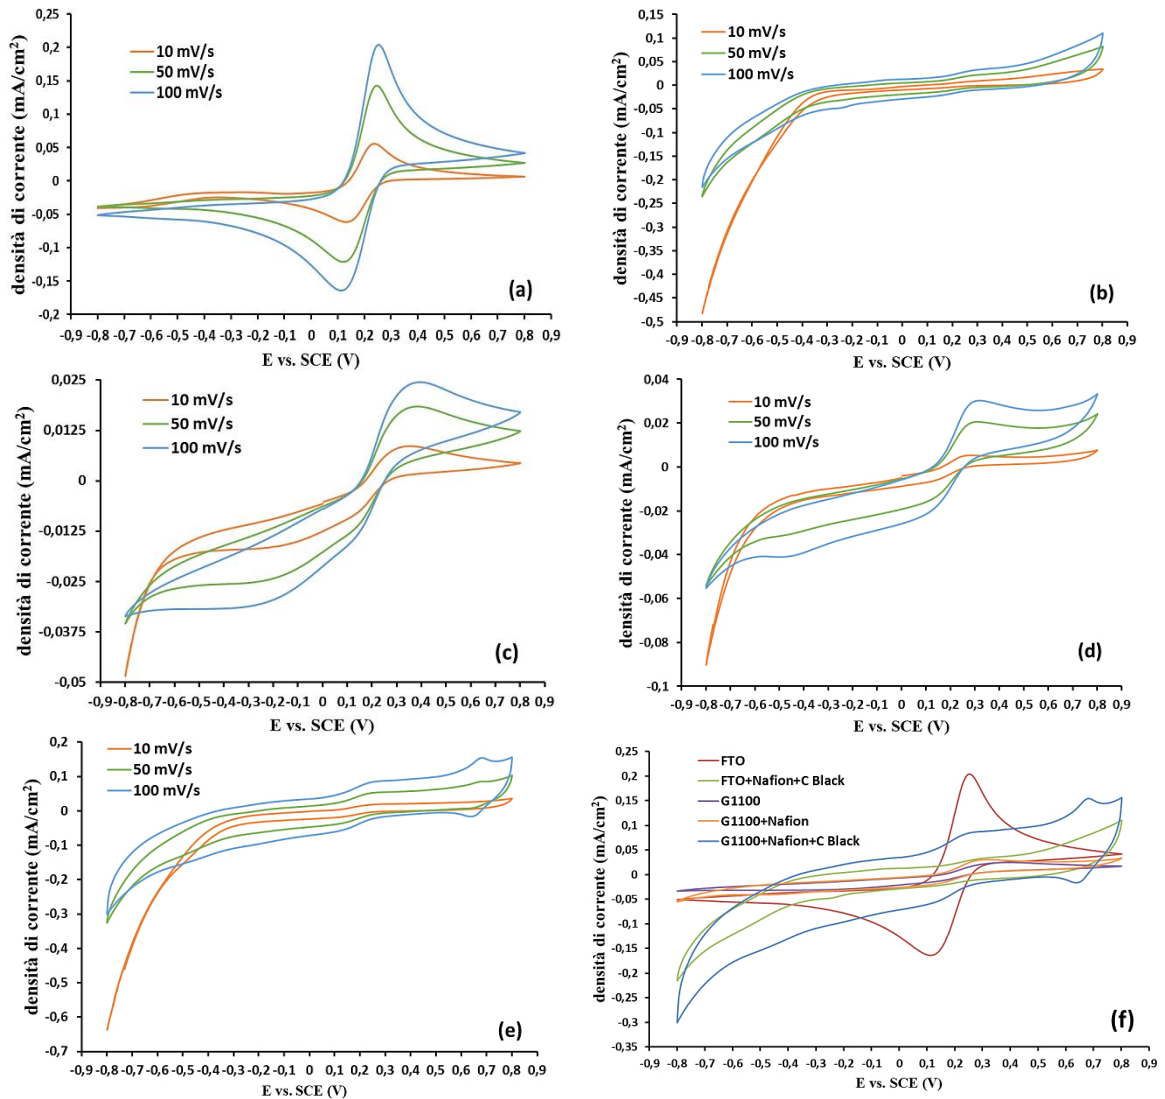 densità di corrente (mA/cm²)
0,25
0,2
0,15
0,1
0,05
0
-0,05
-0,1
-0,15
-0,2
10 mV/s
50 mV/s
100 mV/s
(a)
-0,9 -0,8 -0,7 -0,6 -0,5 -0,4 -0,3 -0,2 -0,1 0 0,1 0,2 0,3 0,4 0,5 0,6 0,7 0,8 0,9
E vs. SCE (V)
densità di corrente (mA/cm²)
0,15
0,1
0,05
0
-0,05
-0,1
-0,15
-0,2
-0,25
-0,3
-0,35
-0,4
-0,45
-0,5
10 mV/s
50 mV/s
100 mV/s
(b)
-0,9 -0,8 -0,7 -0,6 -0,5 -0,4 -0,3 -0,2 -0,1 0 0,1 0,2 0,3 0,4 0,5 0,6 0,7 0,8 0,9
E vs. SCE (V)
densità di corrente (mA/cm²)
0,025
0,0125
0
-0,0125
-0,025
-0,0375
-0,05
10 mV/s
50 mV/s
100 mV/s
(c)
-0,9 -0,8 -0,7 -0,6 -0,5 -0,4 -0,3 -0,2 -0,1 0 0,1 0,2 0,3 0,4 0,5 0,6 0,7 0,8 0,9
E vs. SCE (V)
densità di corrente (mA/cm²)
0,04
0,02
0
-0,02
-0,04
-0,06
-0,08
-0,1
10 mV/s
50 mV/s
100 mV/s
(d)
-0,9 -0,8 -0,7 -0,6 -0,5 -0,4 -0,3 -0,2 -0,1 0 0,1 0,2 0,3 0,4 0,5 0,6 0,7 0,8 0,9
E vs. SCE (V)
densità di corrente (mA/cm²)
0,2
0,1
0
-0,1
-0,2
-0,3
-0,4
-0,5
-0,6
-0,7
10 mV/s
50 mV/s
100 mV/s
(e)
-0,9 -0,8 -0,7 -0,6 -0,5 -0,4 -0,3 -0,2 -0,1 0 0,1 0,2 0,3 0,4 0,5 0,6 0,7 0,8 0,9
E vs. SCE (V)
densità di corrente (mA/cm²)
0,25
0,2
0,15
0,1
0,05
0
-0,05
-0,1
-0,15
-0,2
-0,25
-0,3
-0,35
FTO
FTO+Nafion+C Black
G1100
G1100+Nafion
G1100+Nafion+C Black
(f)
-0,9 -0,8 -0,7 -0,6 -0,5 -0,4 -0,3 -0,2 -0,1 0 0,1 0,2 0,3 0,4 0,5 0,6 0,7 0,8 0,9
E vs. SCE (V)